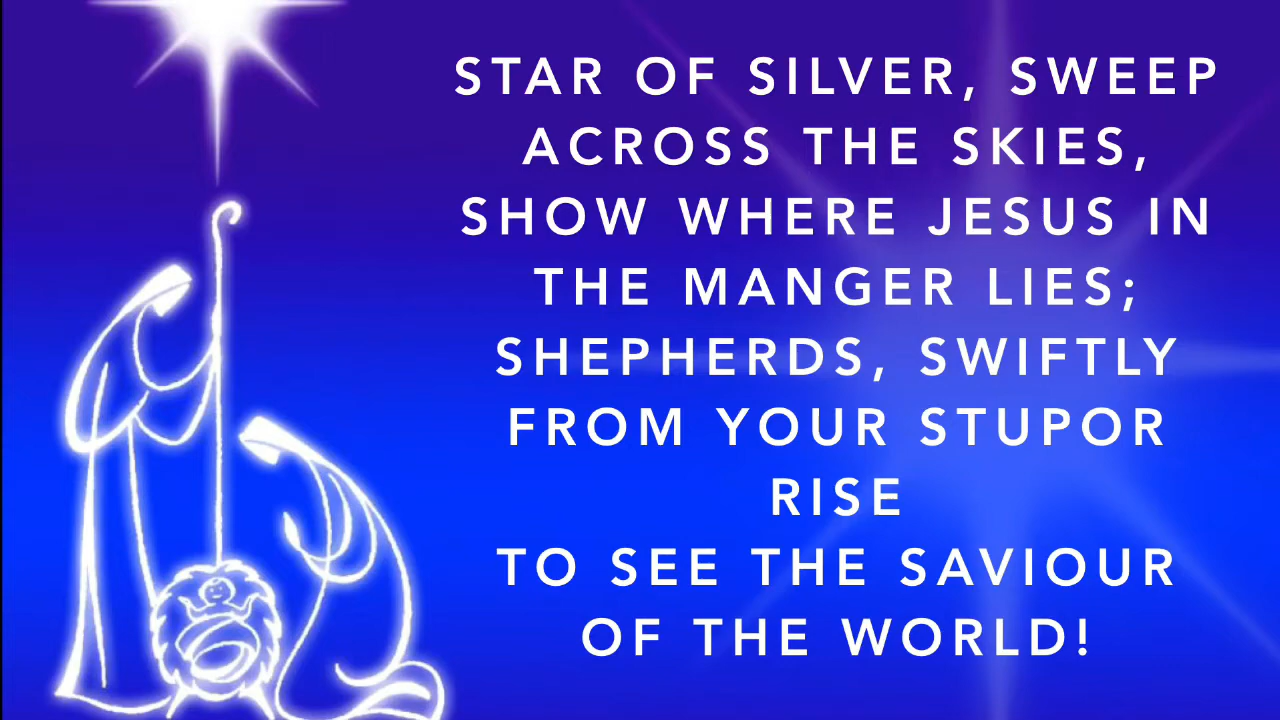 STAR OF SILVER, SWEEP
ACROSS THE SKIES,
SHOW WHERE JESUS IN
THE MANGER LIES;
SHEPHERDS, SWIFTLY
FROM YOUR STUPOR
RISE
TO SEE THE SAVIOUR
OF THE WORLD!